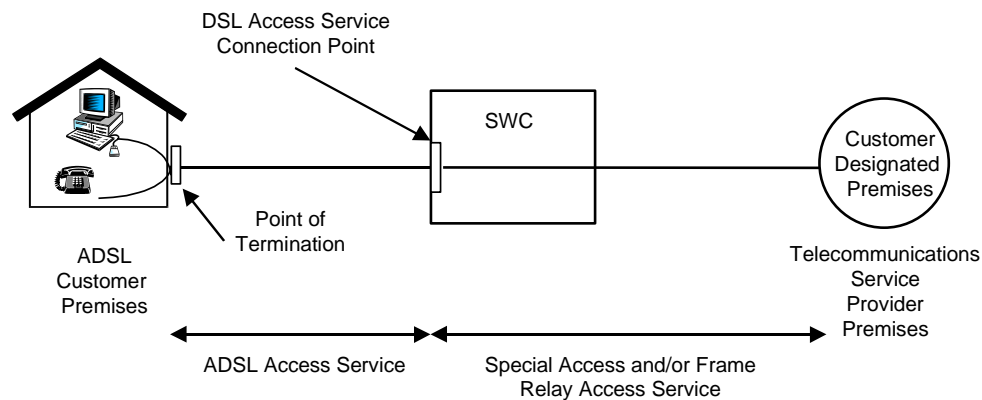 DSL Access Service
Connection Point
SWC
Customer
Designated
Premises
Point of
Termination
ADSL
Customer
Premises
Telecommunications
Service
Provider
Premises
ADSL Access Service
Special Access and/or Frame
Relay Access Service